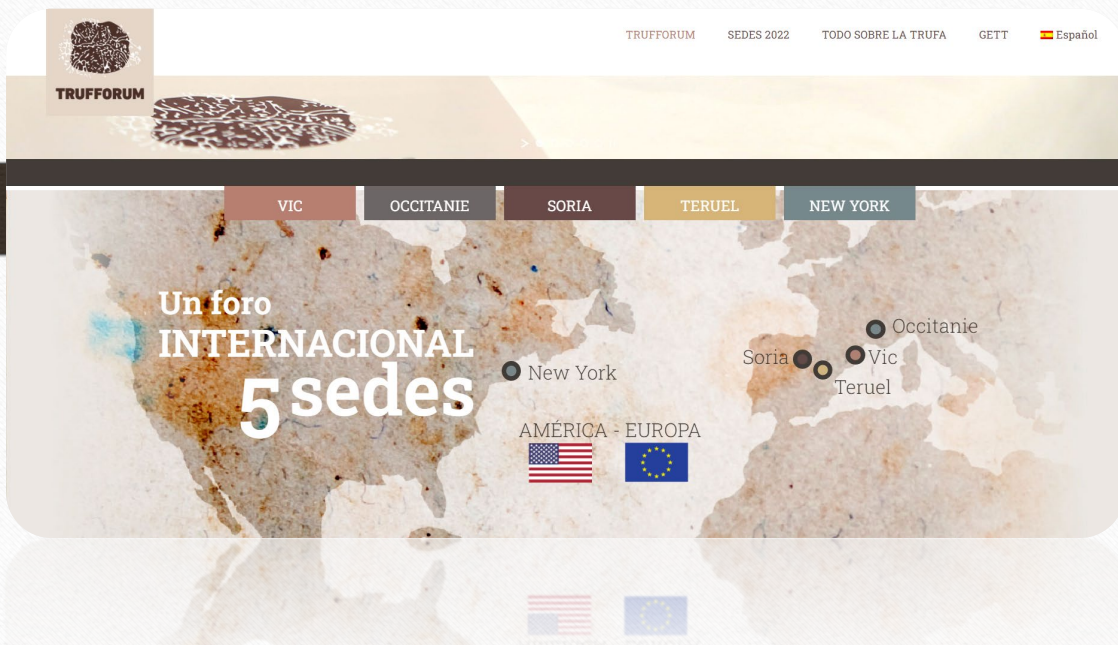 TRUFFORUM
TRUFFORUM SEDES 2022 TODO SOBRE LA TRUFA GETT Español
VIC OCCITANIE SORIA TERUEL NEW YORK
Un foro
INTERNACIONAL
5 sedes
New York
Occitanie
Soria
Vic
Teruel
AMÉRICA - EUROPA